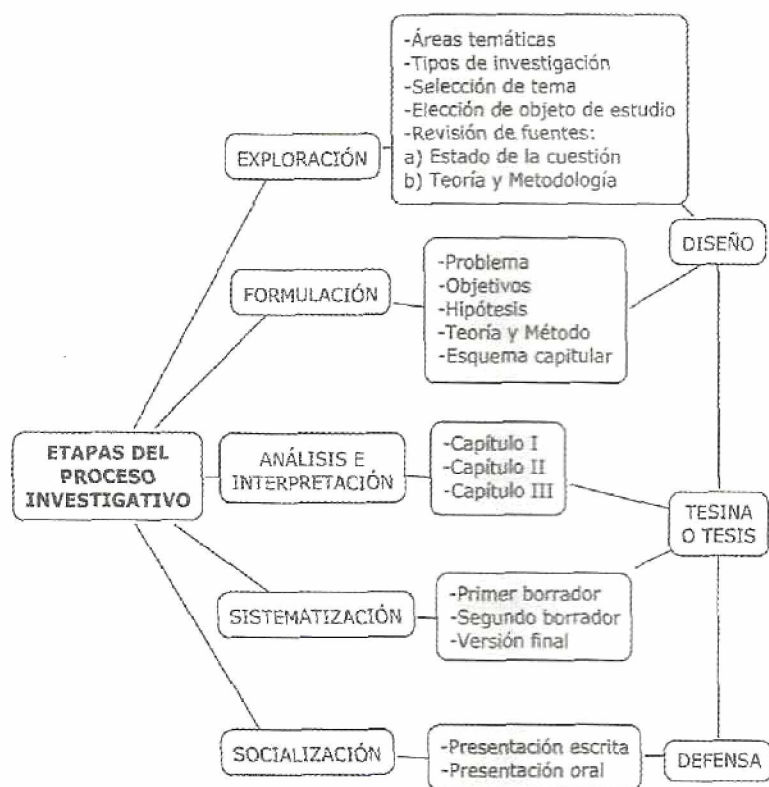 -Áreas temáticas
-Tipos de investigación
-Selección de tema
-Elección de objeto de estudio
-Revisión de fuentes:
a) Estado de la cuestión
b) Teoría y Metodología
EXPLORACIÓN
DISEÑO
FORMULACIÓN
-Problema
-Objetivos
-Hipótesis
-Teoría y Método
-Esquema capitular
ETAPAS DEL
PROCESO
INVESTIGATIVO
ANÁLISIS E
INTERPRETACIÓN
-Capítulo I
-Capítulo II
-Capítulo III
TESINA
O TESIS
SISTEMATIZACIÓN
-Primer borrador
-Segundo borrador
-Versión final
SOCIALIZACIÓN
-Presentación escrita
-Presentación oral
DEFENSA